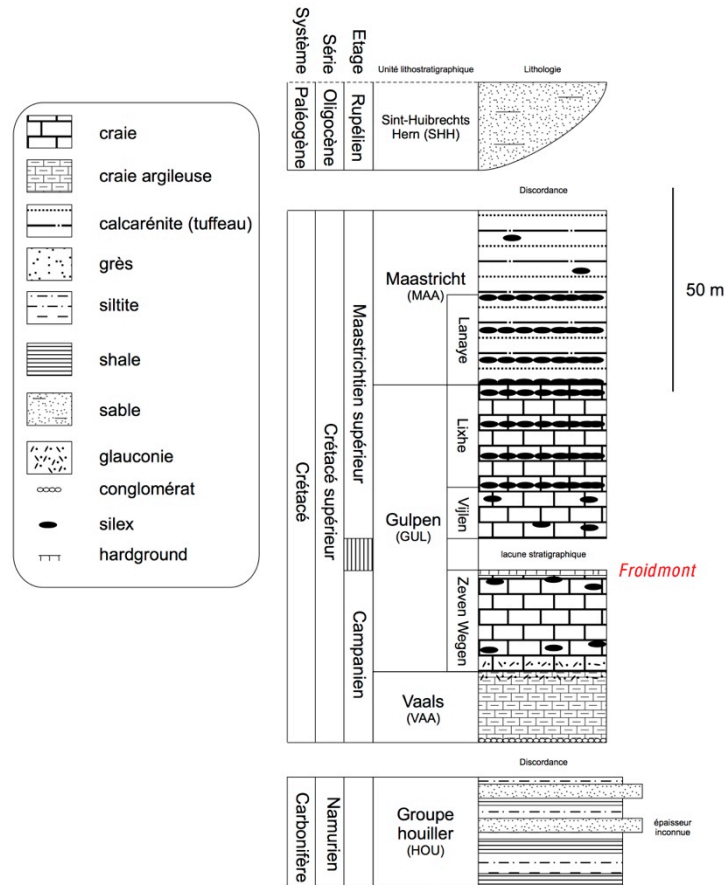 Système
Série
Etage
Unité lithostratigraphique
Lithologie
Paléogène
Oligocène
Rupélien
Sint-Huibrechts
Hern (SHH)
craie
craie argileuse
calcarénite (tuffeau)
grès
siltite
shale
sable
glauconie
conglomérat
silex
hardground
Discordance
50 m
Crétacé
Crétacé supérieur
Maastrichtien supérieur
Campanien
Maastricht
(MAA)
Lanaye
Gulpen
(GUL)
Lixhe
Vijlen
lacune stratigraphique
Froidmont
Zeven Wegen
Vaals
(VAA)
Discordance
Carbonifère
Namurien
Groupe
houiller
(HOU)
épaisseur
inconnue